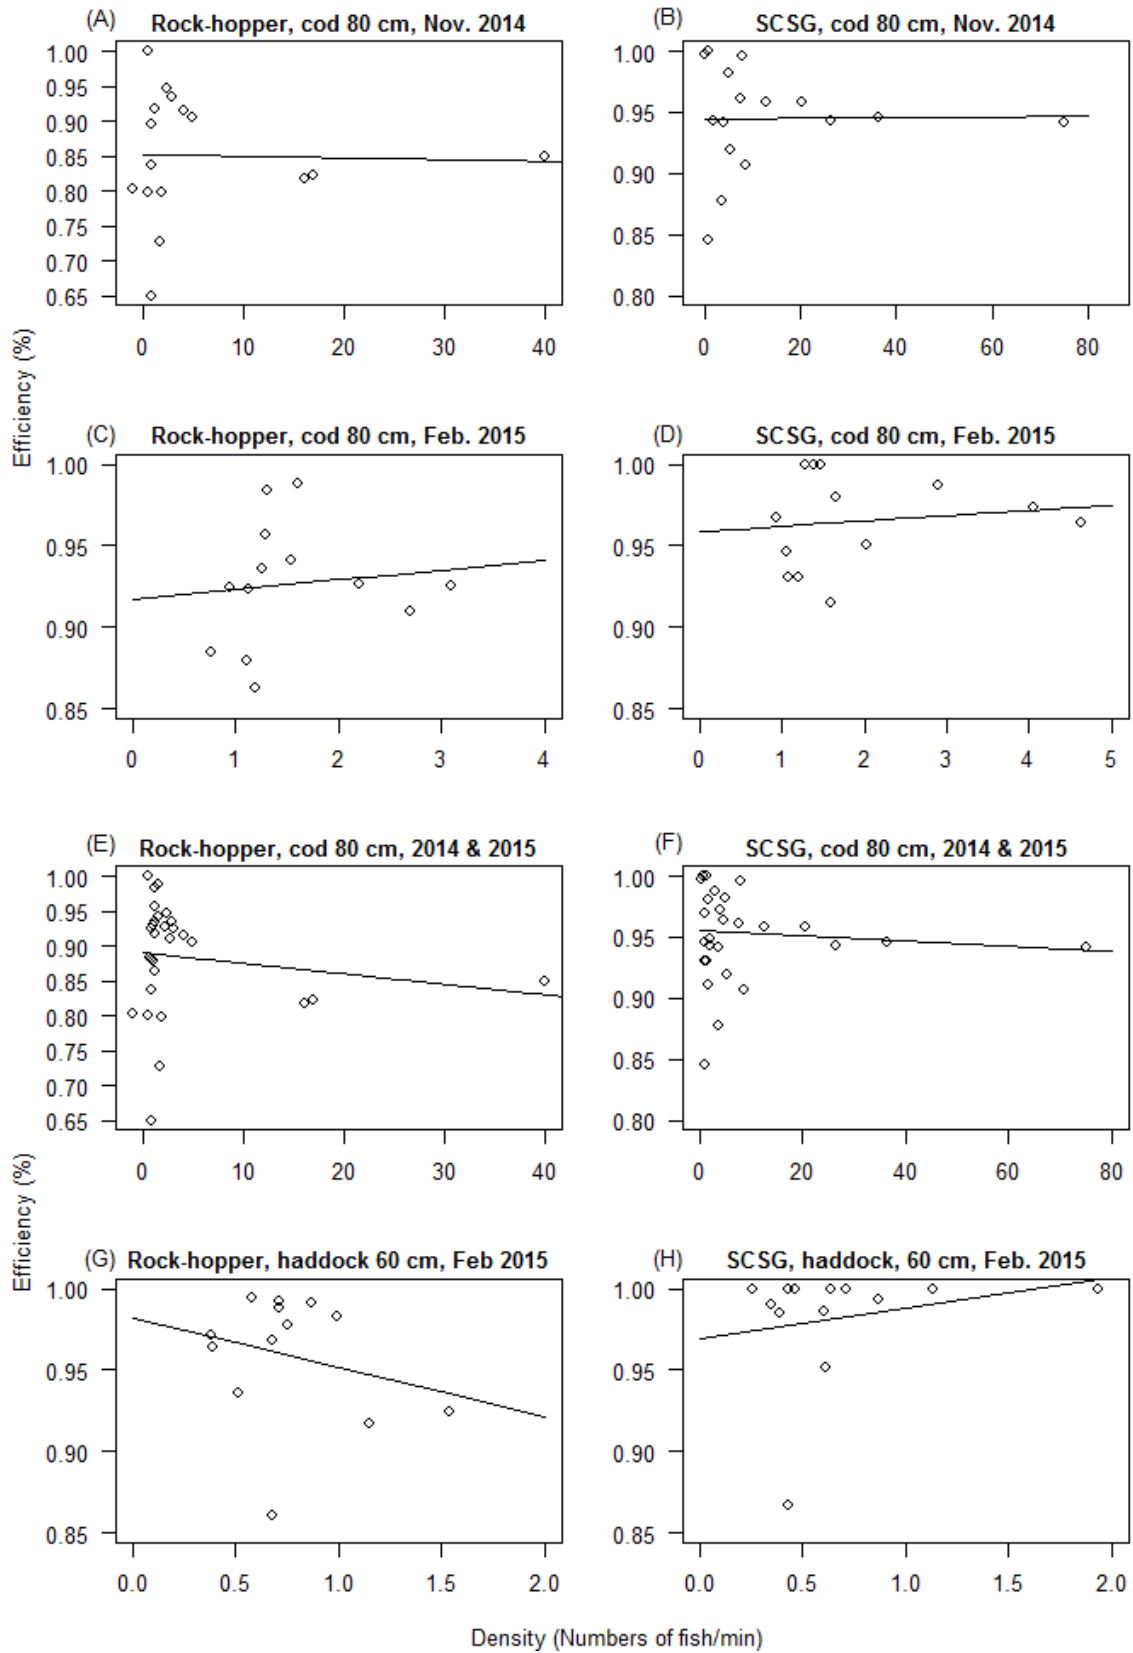 (A) Rock-hopper, cod 80 cm, Nov. 2014
1.00
0.95
0.90
0.85
0.80
0.75
0.70
0.65
0 10 20 30 40
(B) SCSG, cod 80 cm, Nov. 2014
1.00
0.95
0.90
0.85
0.80
0 20 40 60 80
Efficiency (%)
(C) Rock-hopper, cod 80 cm, Feb. 2015
1.00
0.95
0.90
0.85
0 1 2 3 4
(D) SCSG, cod 80 cm, Feb. 2015
1.00
0.95
0.90
0.85
0 1 2 3 4 5
(E) Rock-hopper, cod 80 cm, 2014 & 2015
1.00
0.95
0.90
0.85
0.80
0.75
0.70
0.65
0 10 20 30 40
(F) SCSG, cod 80 cm, 2014 & 2015
1.00
0.95
0.90
0.85
0.80
0 20 40 60 80
Efficiency (%)
(G) Rock-hopper, haddock 60 cm, Feb 2015
1.00
0.95
0.90
0.85
0.0 0.5 1.0 1.5 2.0
(H) SCSG, haddock, 60 cm, Feb. 2015
1.00
0.95
0.90
0.85
0.0 0.5 1.0 1.5 2.0
Density (Numbers of fish/min)